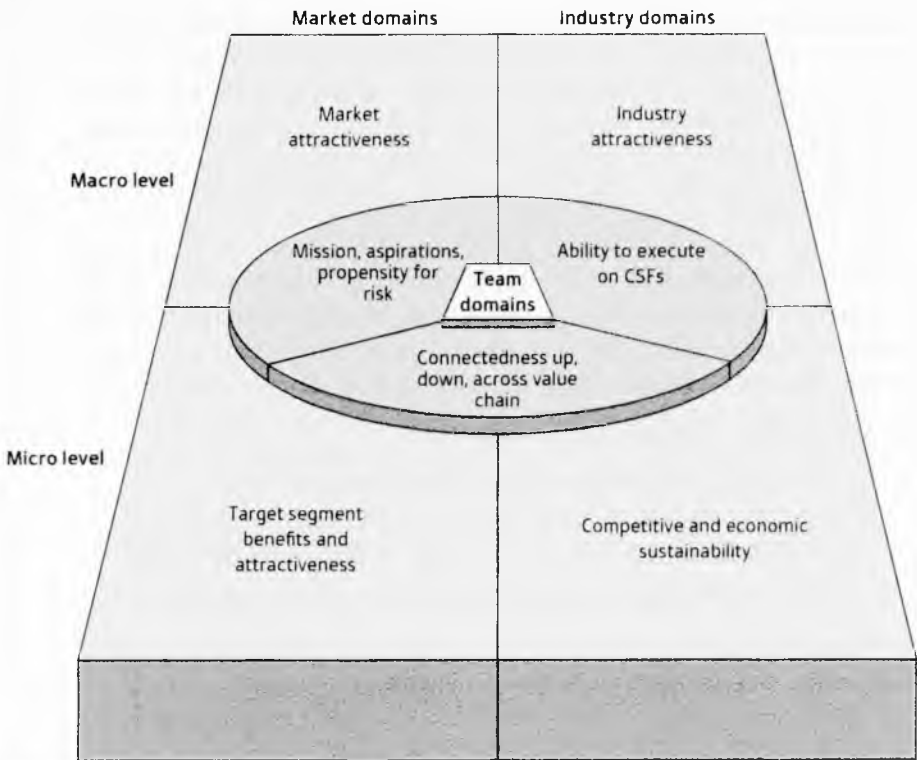 Market domains
Industry domains
Market
attractiveness
Industry
attractiveness
Macro level
Mission, aspirations,
propensity for
risk
Ability to execute
on CSFs
Team
domains
Connectedness up,
down, across value
chain
Micro level
Target segment
benefits and
attractiveness
Competitive and economic
sustainability